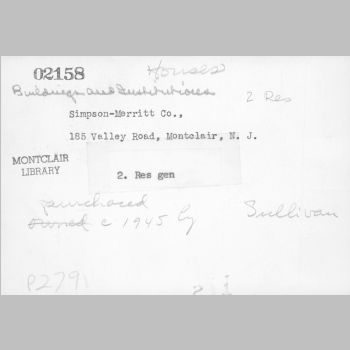 02158 Houses
Buildings and Institutions
2 Res
Simpson-Merritt Co.,
185 Valley Road, Montclair, N. J.
MONTCLAIR
LIBRARY
2. Res gen
purchased
owned c 1945 by Sullivan
P2791